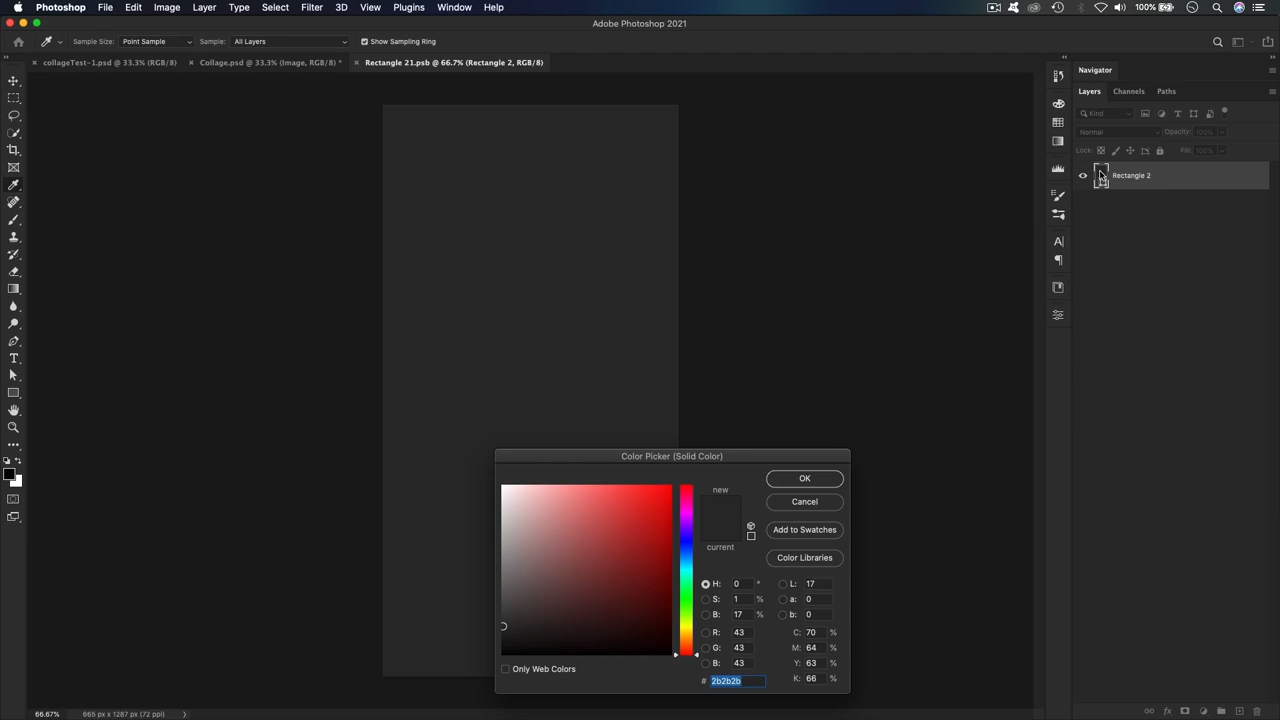 Photoshop File Edit Image Layer Type Select Filter 3D View Plugins Window Help 100%
Adobe Photoshop 2021
Sample Size: Point Sample Sample: All Layers Show Sampling Ring
collageTest-1.psd @ 33.3% (RGB/8) Collage.psd @ 33.3% (Image, RGB/8) * Rectangle 21.psb @ 66.7% (Rectangle 2, RGB/8)
Navigator
Layers Channels Paths
Kind
Normal Opacity: 100%
Lock: Fill: 100%
Rectangle 2
Color Picker (Solid Color)
new
current
OK
Cancel
Add to Swatches
Color Libraries
H: 0 ° L: 17
S: 1 % a: 0
B: 17 % b: 0
R: 43 C: 70 %
G: 43 M: 64 %
B: 43 Y: 63 %
# 2b2b2b K: 66 %
Only Web Colors
66.67% 665 px x 1287 px (72 ppi)